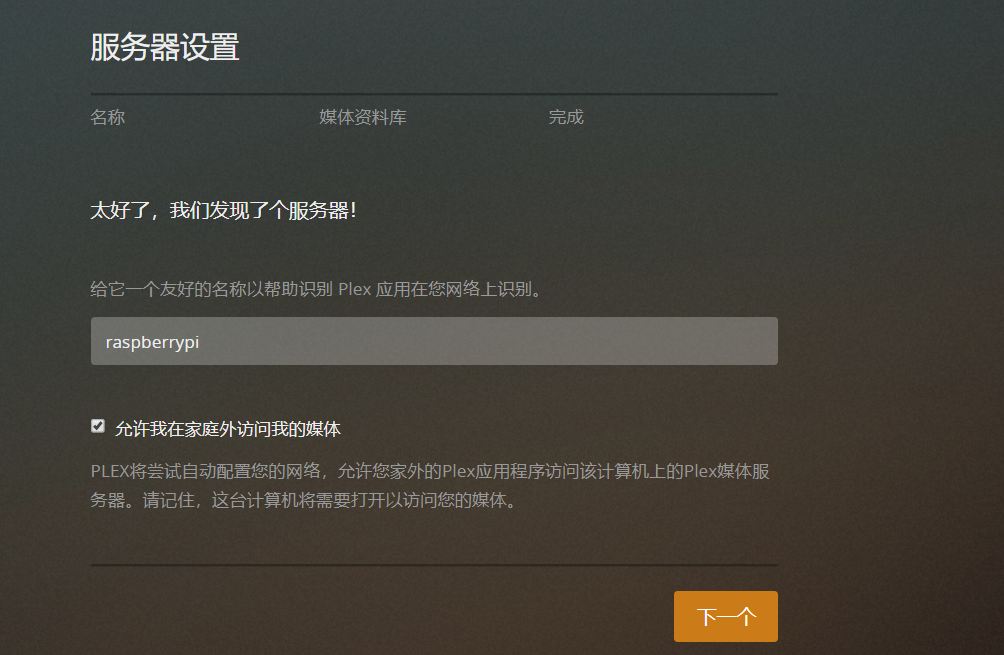 服务器设置
名称 媒体资料库 完成
太好了，我们发现了个服务器！
给它一个友好的名称以帮助识别 Plex 应用在您网络上识别。
raspberrypi
允许我在家庭外访问我的媒体
PLEX将尝试自动配置您的网络，允许您家外的Plex应用程序访问该计算机上的Plex媒体服
务器。请记住，这台计算机将需要打开以访问您的媒体。
下一个